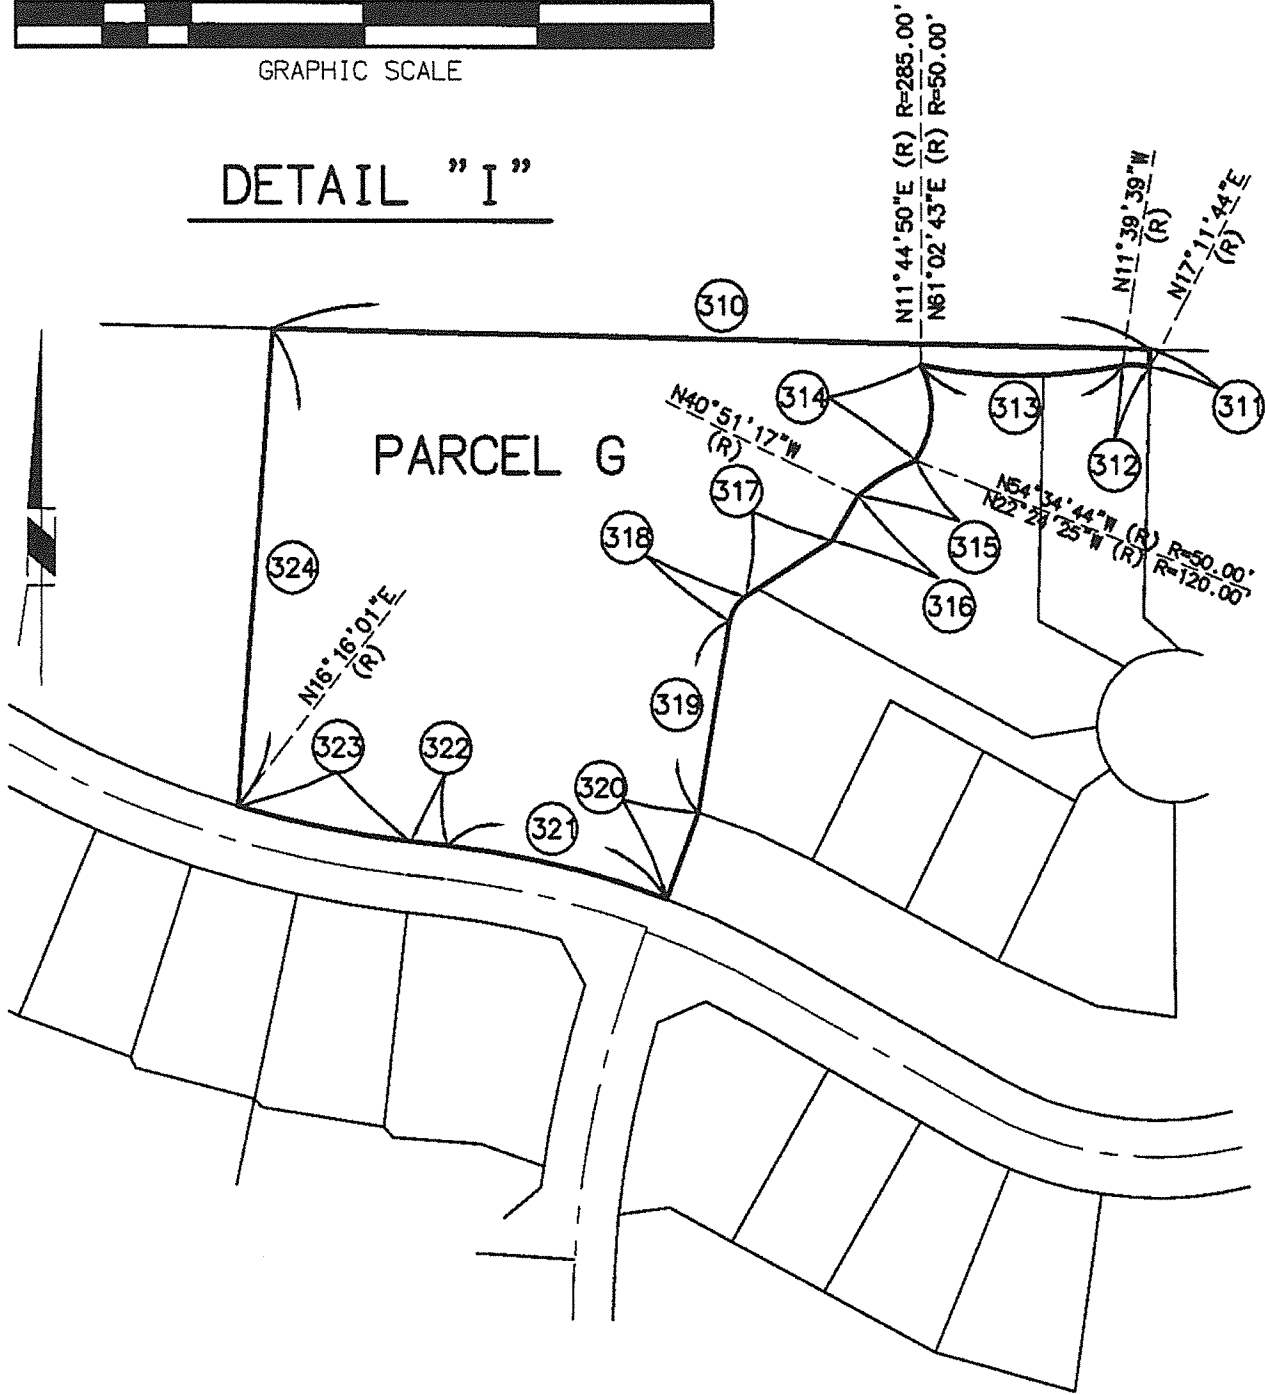 GRAPHIC SCALE
DETAIL "I"
N11°44'50"E (R) R=285.00'
N61°02'43"E (R) R=50.00'
N11°39'39"W
(R)
N17°11'44"E
(R)
310
311
312
313
314
N40°51'17"W
(R)
PARCEL G
317
N54°34'44"W (R) R=50.00'
N22°24'25"W (R) R=120.00'
318
315
324
316
N16°16'01"E
(R)
319
323
322
320
321